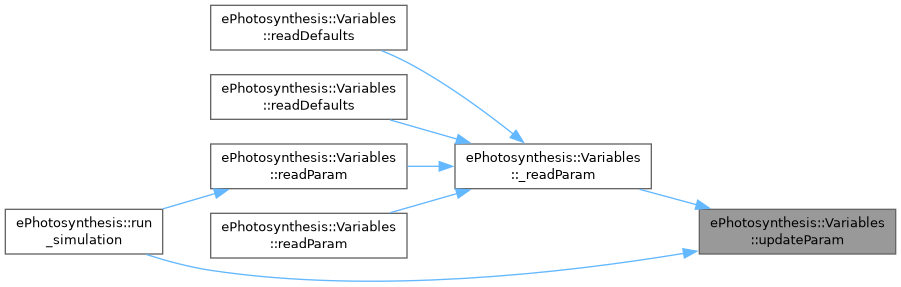 ePhotosynthesis::Variables
::readDefaults
ePhotosynthesis::Variables
::readDefaults
ePhotosynthesis::Variables
::readParam
ePhotosynthesis::Variables
::_readParam
ePhotosynthesis::run
_simulation
ePhotosynthesis::Variables
::readParam
ePhotosynthesis::Variables
::updateParam